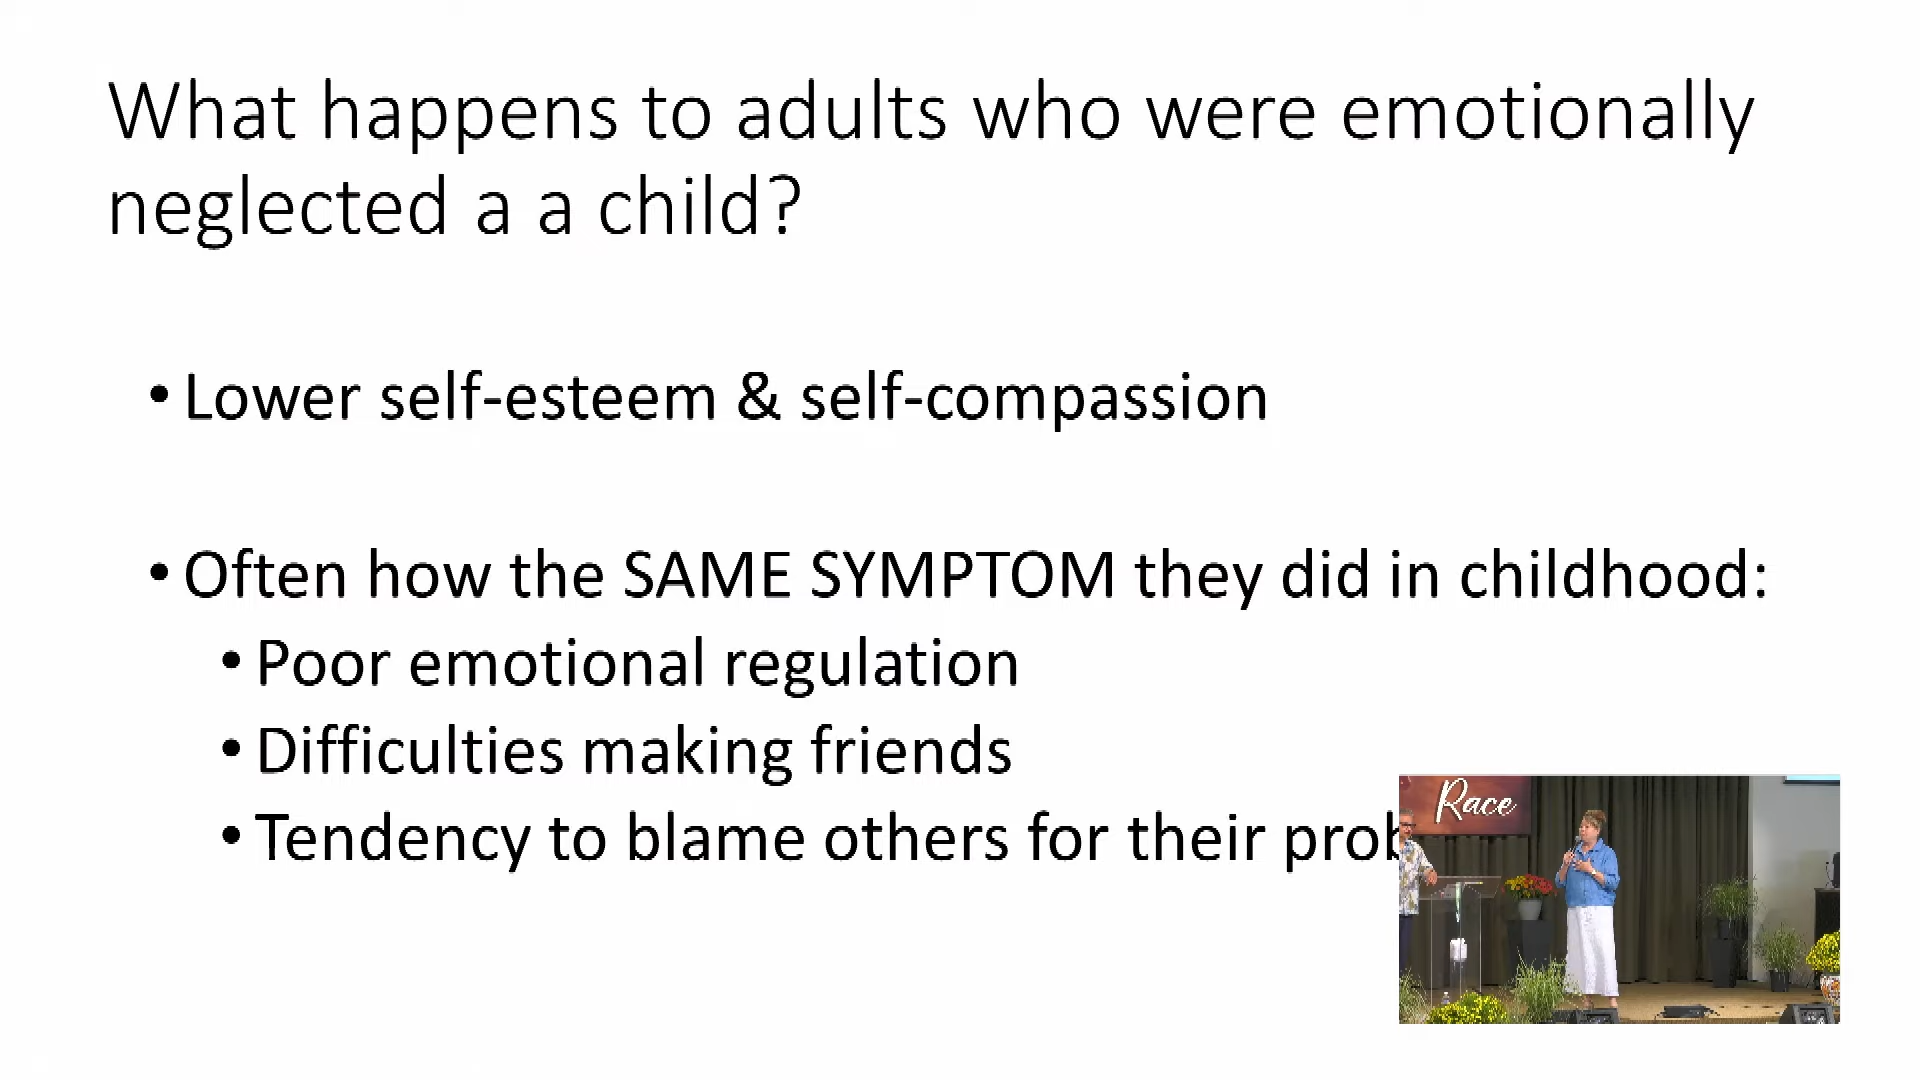 What happens to adults who were emotionally
neglected a a child?
• Lower self-esteem & self-compassion
• Often how the SAME SYMPTOM they did in childhood:
• Poor emotional regulation
• Difficulties making friends
• Tendency to blame others for their
Race